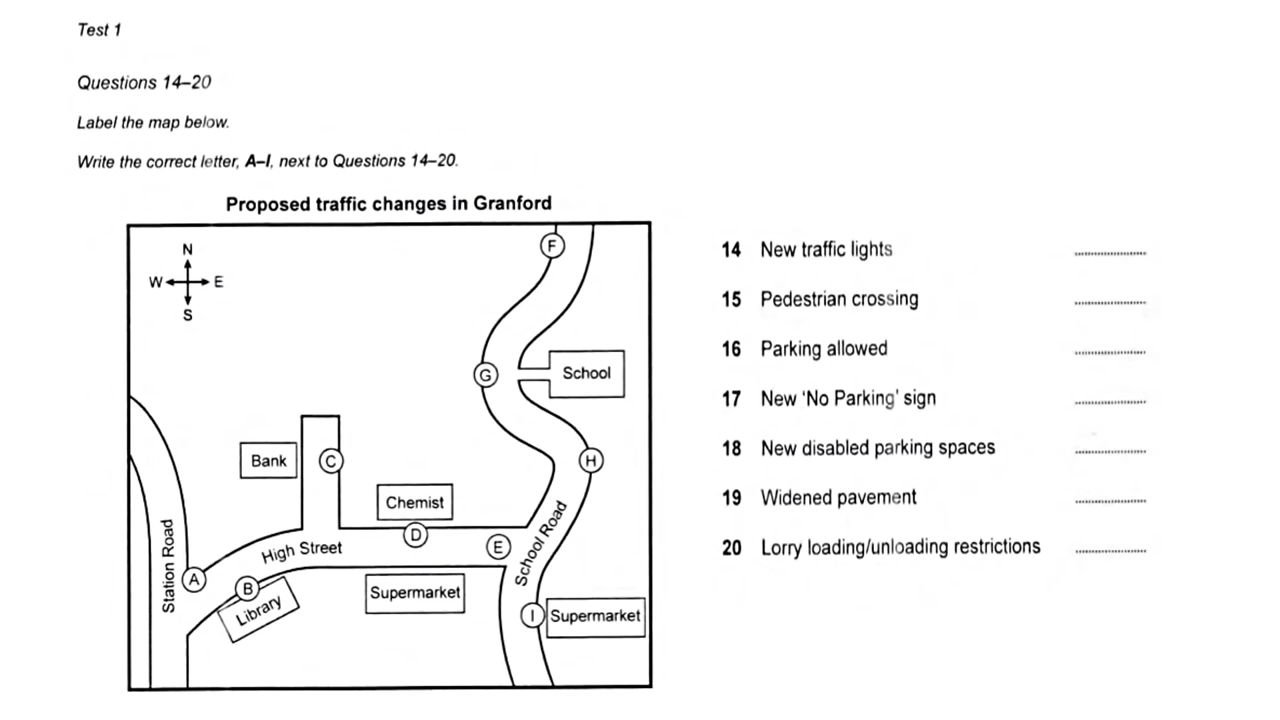 Test 1
Questions 14–20
Label the map below.
Write the correct letter, A–I, next to Questions 14–20.
Proposed traffic changes in Granford
N
W E
S
F
G
School
Bank
C
H
Chemist
D
High Street
E
School Road
Station Road
A
B
Library
Supermarket
I
Supermarket
14 New traffic lights ....................
15 Pedestrian crossing ....................
16 Parking allowed ....................
17 New ‘No Parking’ sign ....................
18 New disabled parking spaces ....................
19 Widened pavement ....................
20 Lorry loading/unloading restrictions ....................